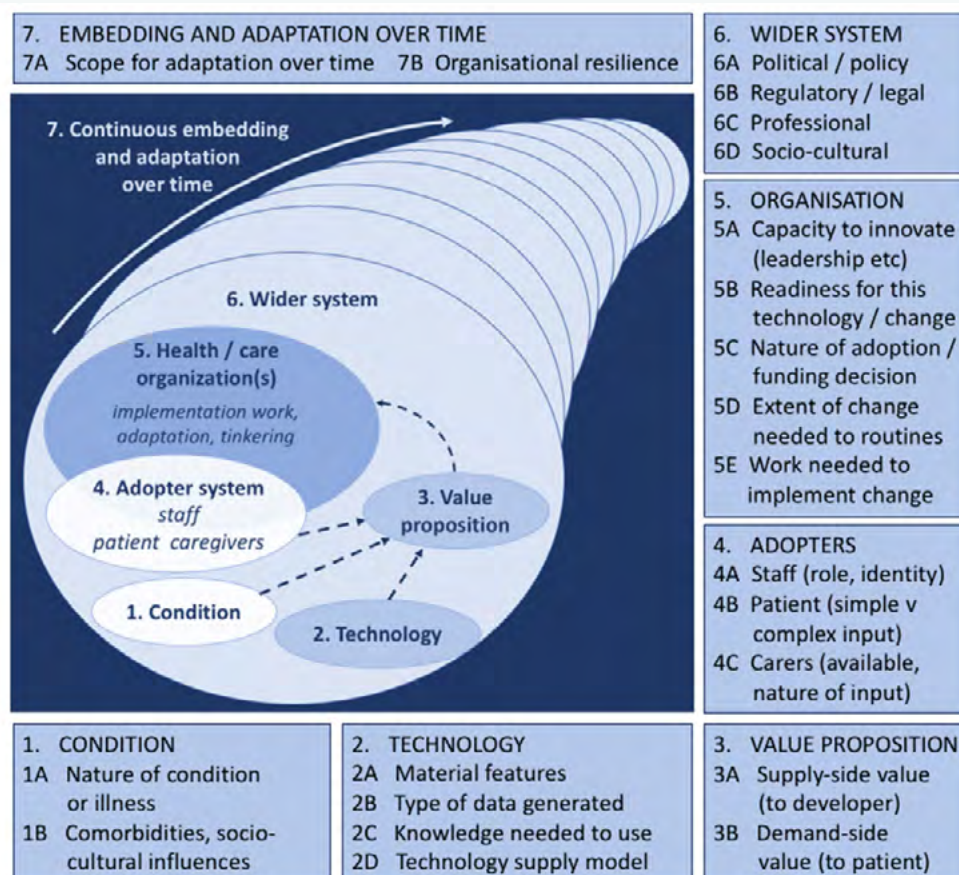 7. EMBEDDING AND ADAPTATION OVER TIME
7A Scope for adaptation over time 7B Organisational resilience
7. Continuous embedding
and adaptation
over time
6. Wider system
5. Health / care
organization(s)
implementation work,
adaptation, tinkering
4. Adopter system
staff
patient caregivers
3. Value
proposition
1. Condition
2. Technology
6. WIDER SYSTEM
6A Political / policy
6B Regulatory / legal
6C Professional
6D Socio-cultural
5. ORGANISATION
5A Capacity to innovate
(leadership etc)
5B Readiness for this
technology / change
5C Nature of adoption /
funding decision
5D Extent of change
needed to routines
5E Work needed to
implement change
4. ADOPTERS
4A Staff (role, identity)
4B Patient (simple v
complex input)
4C Carers (available,
nature of input)
1. CONDITION
1A Nature of condition
or illness
1B Comorbidities, socio-
cultural influences
2. TECHNOLOGY
2A Material features
2B Type of data generated
2C Knowledge needed to use
2D Technology supply model
3. VALUE PROPOSITION
3A Supply-side value
(to developer)
3B Demand-side
value (to patient)